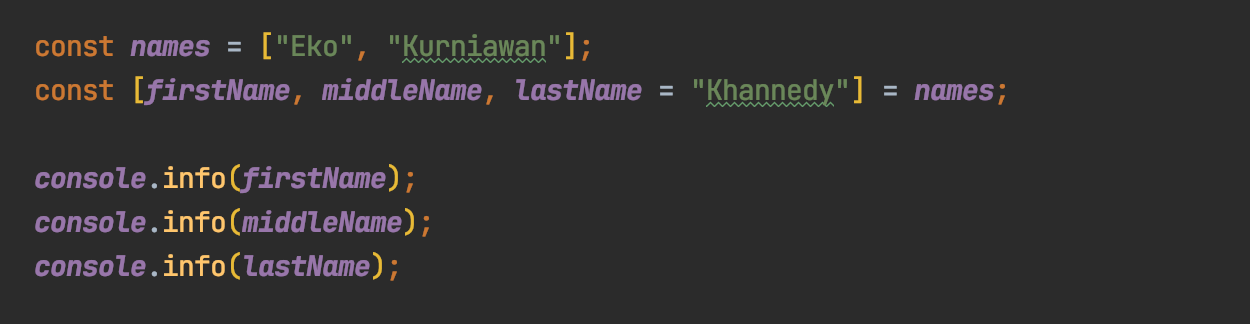 const names = ["Eko", "Kurniawan"];
const [firstName, middleName, lastName = "Khannedy"] = names;
console.info(firstName);
console.info(middleName);
console.info(lastName);